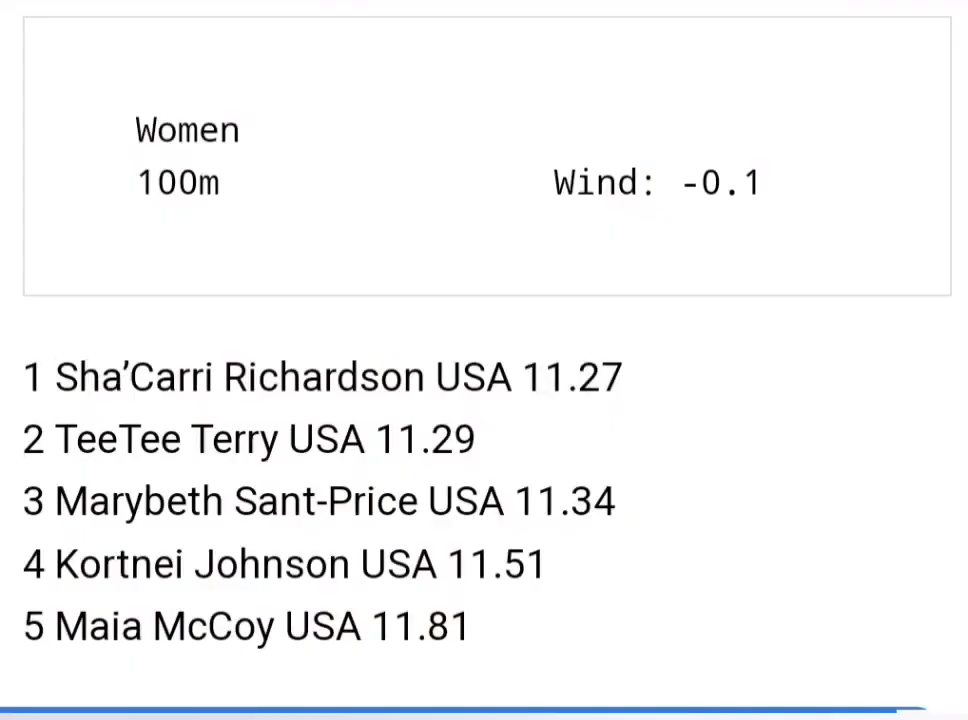 Women
100m Wind: -0.1
1 Sha’Carri Richardson USA 11.27
2 TeeTee Terry USA 11.29
3 Marybeth Sant-Price USA 11.34
4 Kortnei Johnson USA 11.51
5 Maia McCoy USA 11.81